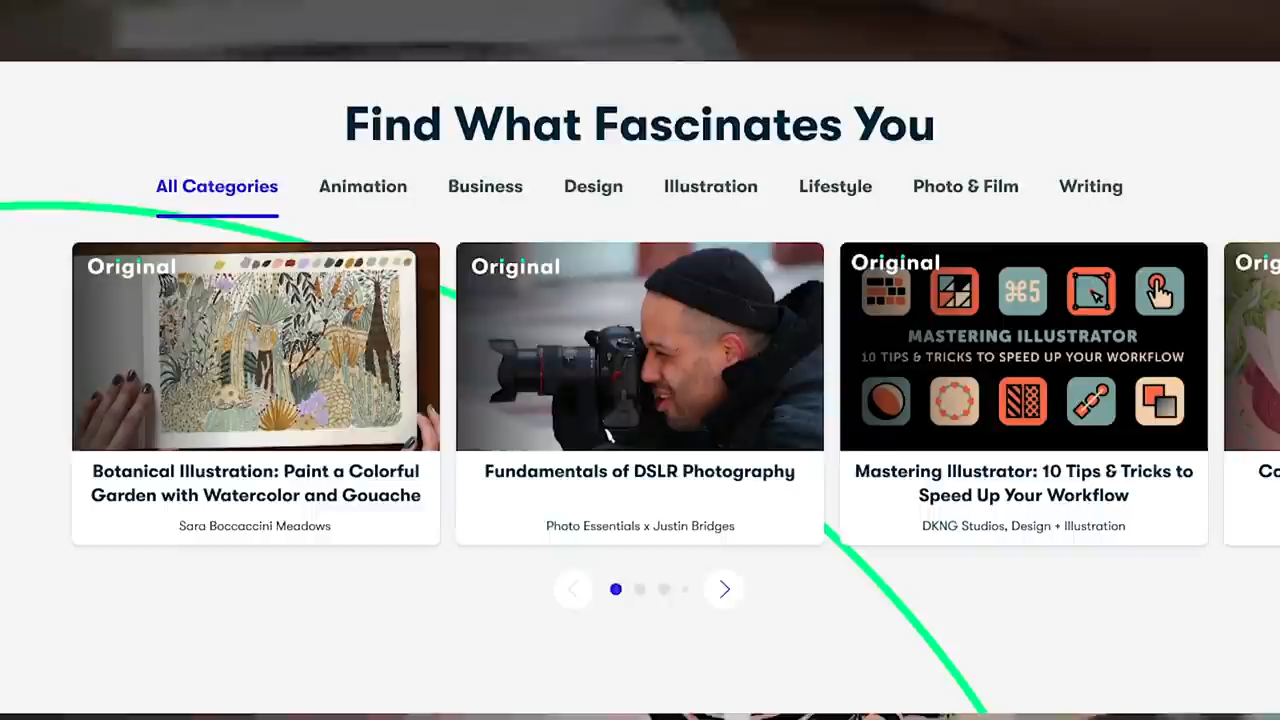 Find What Fascinates You
All Categories Animation Business Design Illustration Lifestyle Photo & Film Writing
Original
Original
Original
⌘5
MASTERING ILLUSTRATOR
10 TIPS & TRICKS TO SPEED UP YOUR WORKFLOW
Botanical Illustration: Paint a Colorful
Garden with Watercolor and Gouache
Sara Boccaccini Meadows
Fundamentals of DSLR Photography
Photo Essentials x Justin Bridges
Mastering Illustrator: 10 Tips & Tricks to
Speed Up Your Workflow
DKNG Studios, Design + Illustration